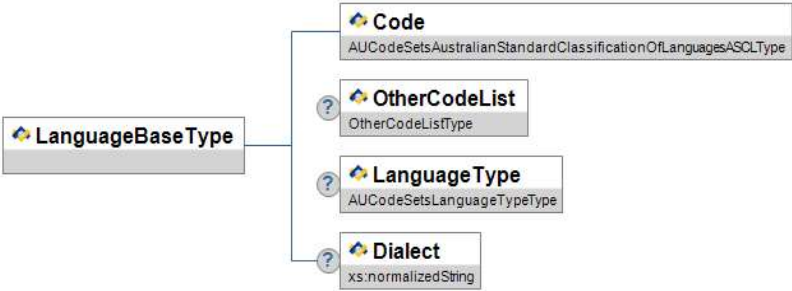 Code
AUCodeSetsAustralianStandardClassificationOfLanguagesASCLType
?
OtherCodeList
OtherCodeListType
LanguageBaseType
?
LanguageType
AUCodeSetsLanguageTypeType
?
Dialect
xs:normalizedString